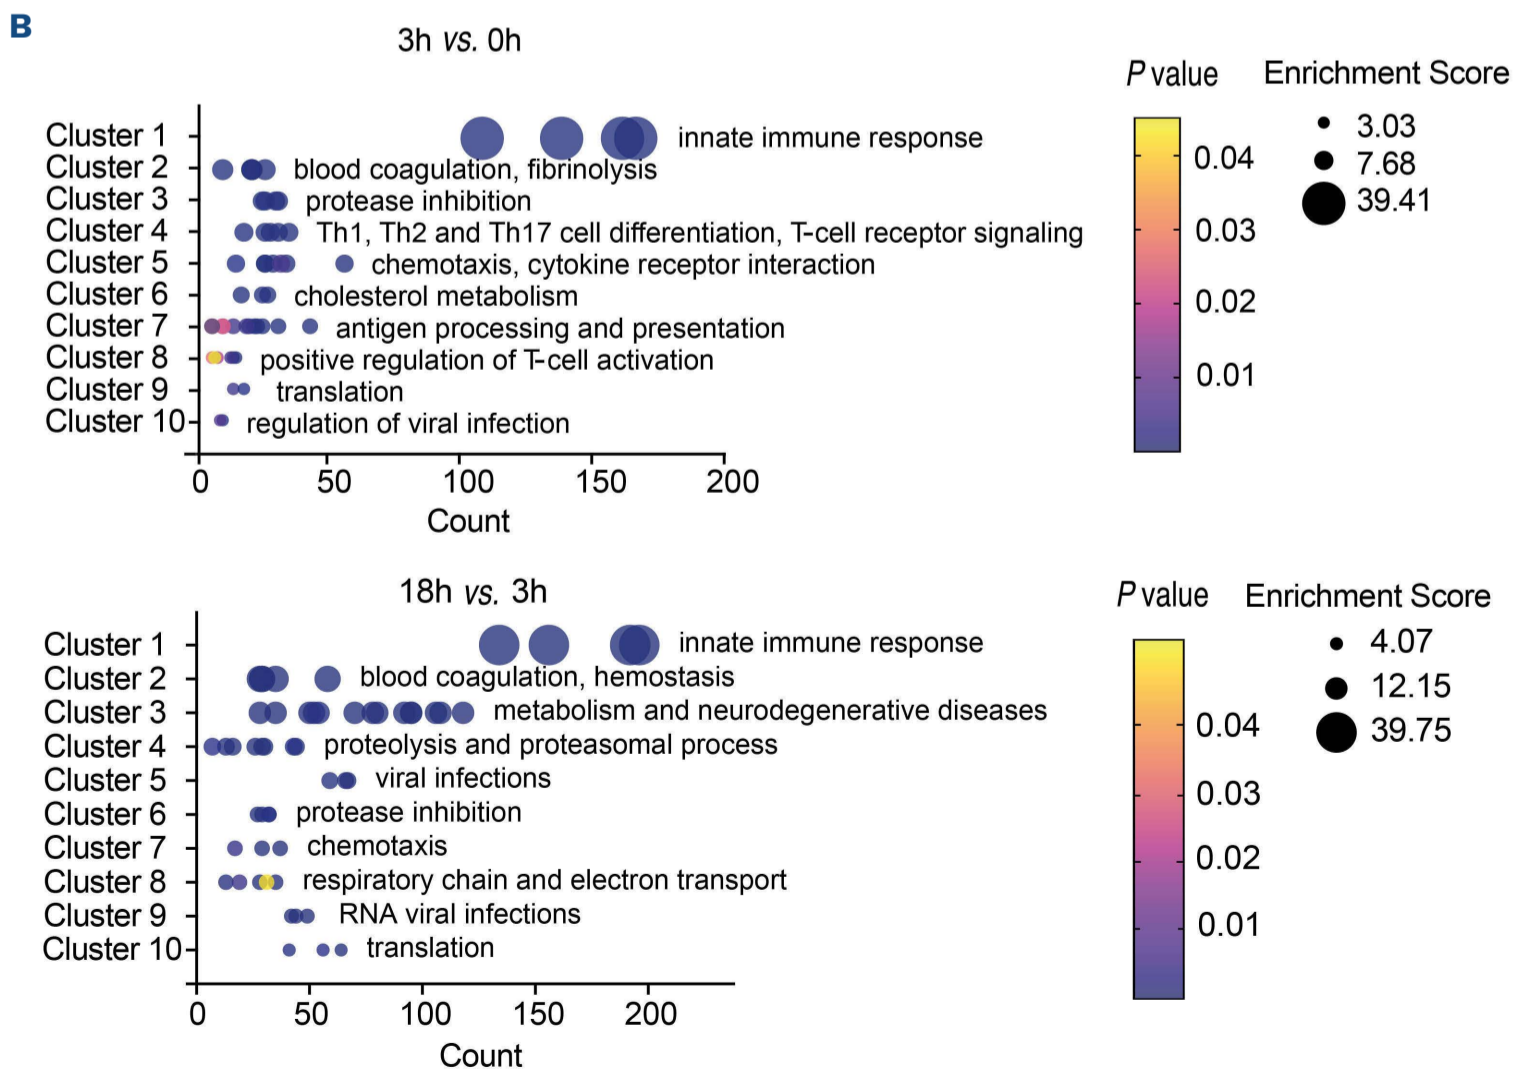 B
3h vs. 0h
P value
Enrichment Score
Cluster 1
innate immune response
Cluster 2
blood coagulation, fibrinolysis
Cluster 3
protease inhibition
Cluster 4
Th1, Th2 and Th17 cell differentiation, T-cell receptor signaling
Cluster 5
chemotaxis, cytokine receptor interaction
Cluster 6
cholesterol metabolism
Cluster 7
antigen processing and presentation
Cluster 8
positive regulation of T-cell activation
Cluster 9
translation
Cluster 10
regulation of viral infection
0 50 100 150 200
Count
0.04
0.03
0.02
0.01
3.03
7.68
39.41
18h vs. 3h
P value
Enrichment Score
Cluster 1
innate immune response
Cluster 2
blood coagulation, hemostasis
Cluster 3
metabolism and neurodegenerative diseases
Cluster 4
proteolysis and proteasomal process
Cluster 5
viral infections
Cluster 6
protease inhibition
Cluster 7
chemotaxis
Cluster 8
respiratory chain and electron transport
Cluster 9
RNA viral infections
Cluster 10
translation
0 50 100 150 200
Count
0.04
0.03
0.02
0.01
4.07
12.15
39.75